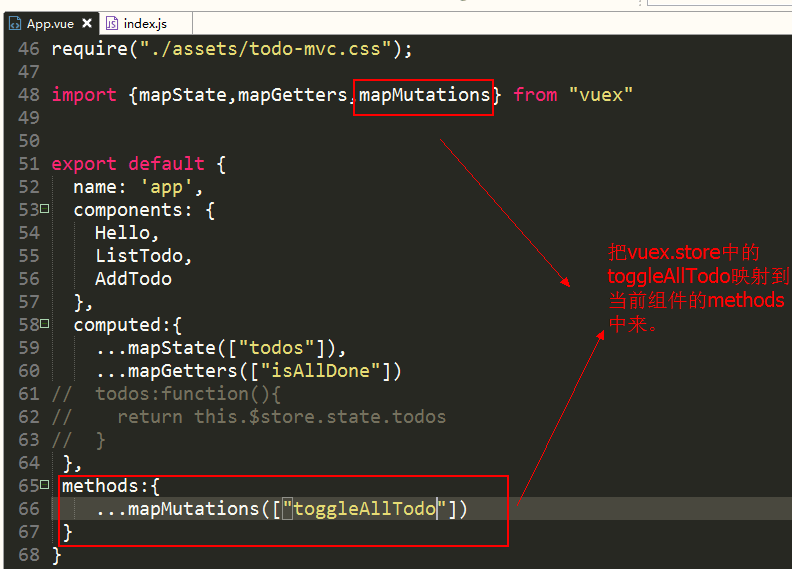 App.vue × index.js
46 require("./assets/todo-mvc.css");
47
48 import {mapState,mapGetters,mapMutations} from "vuex"
49
50
51 export default {
52 name: 'app',
53 components: {
54 Hello,
55 ListTodo,
56 AddTodo
57 },
58 computed:{
59 ...mapState(["todos"]),
60 ...mapGetters(["isAllDone"])
61 // todos:function(){
62 // return this.$store.state.todos
63 // }
64 },
65 methods:{
66 ...mapMutations(["toggleAllTodo"])
67 }
68 }
把vuex.store中的
toggleAllTodo映射到
当前组件的methods
中来。